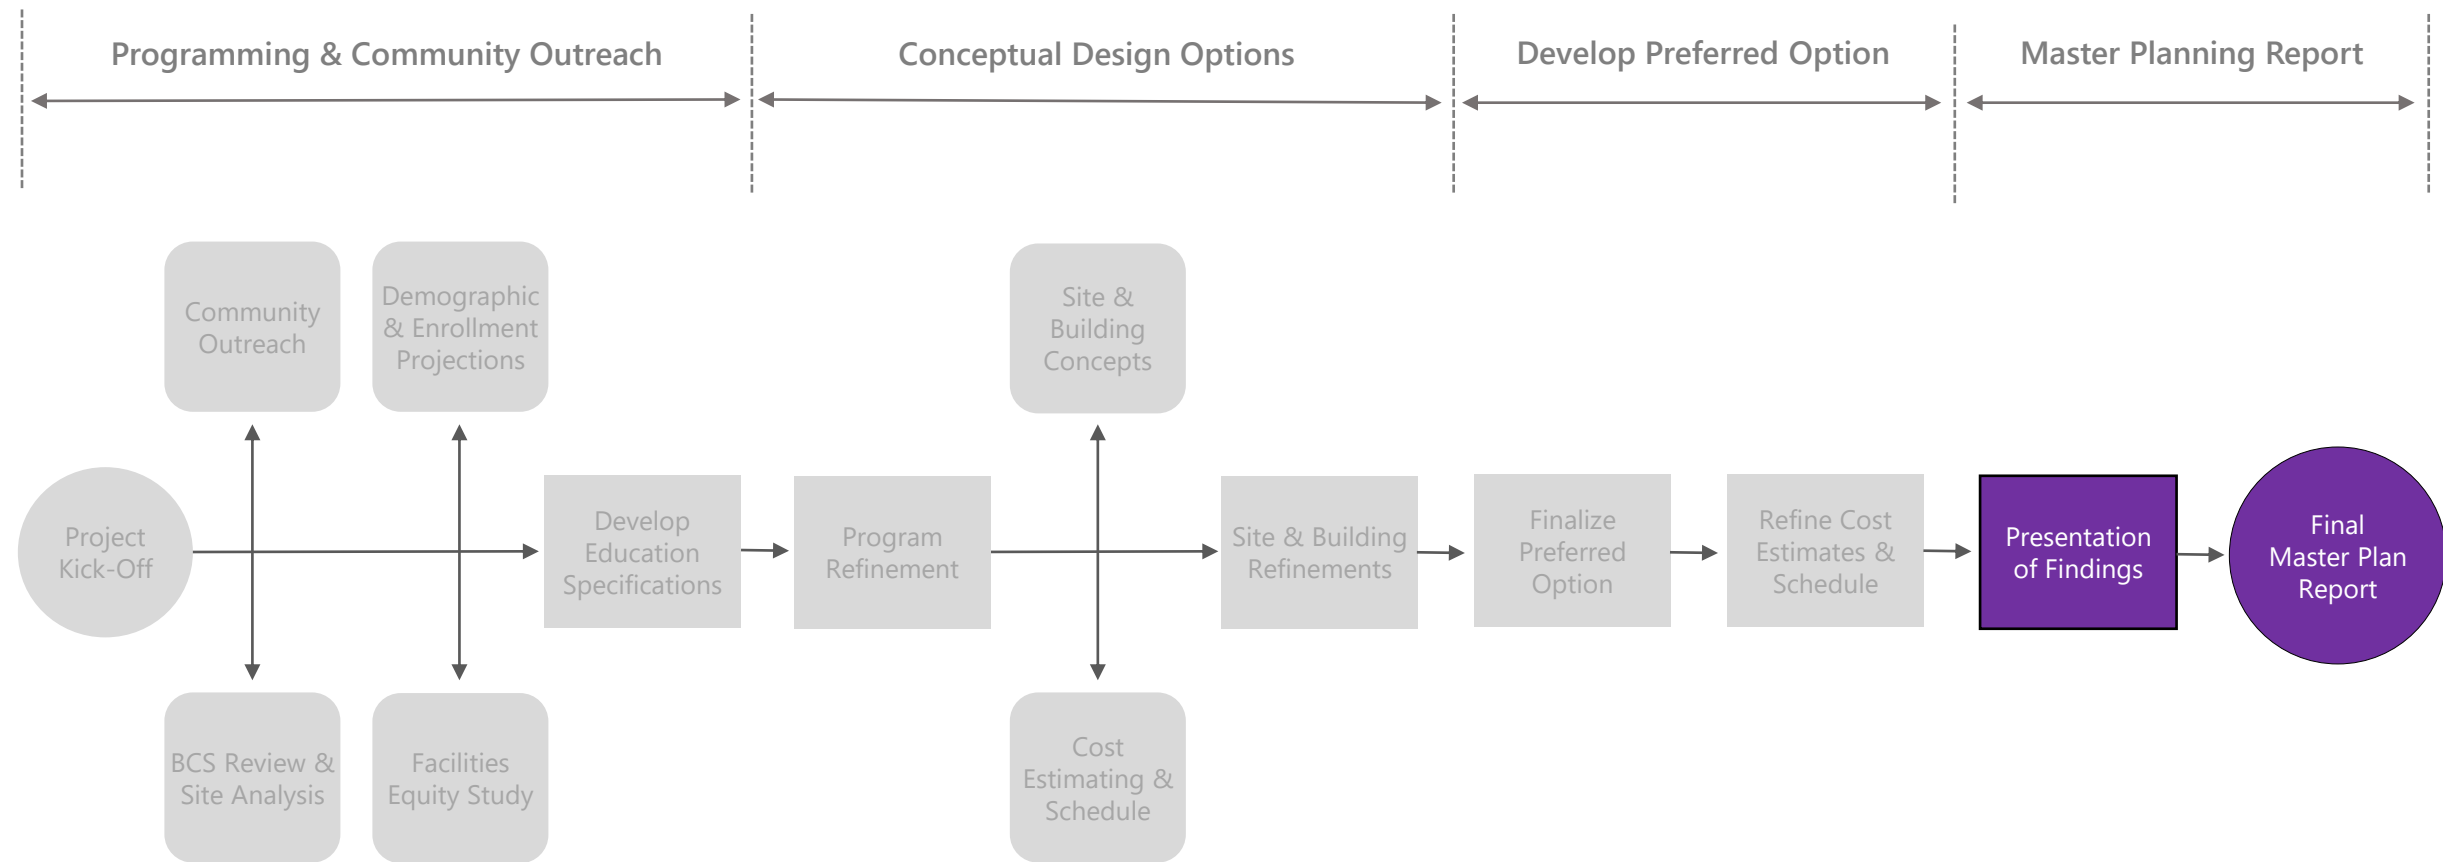 Programming & Community Outreach
Conceptual Design Options
Develop Preferred Option
Master Planning Report
Community
Outreach
Demographic
& Enrollment
Projections
Site &
Building
Concepts
Project
Kick-Off
Develop
Education
Specifications
Program
Refinement
Site & Building
Refinements
Finalize
Preferred
Option
Refine Cost
Estimates &
Schedule
Presentation
of Findings
Final
Master Plan
Report
BCS Review &
Site Analysis
Facilities
Equity Study
Cost
Estimating &
Schedule